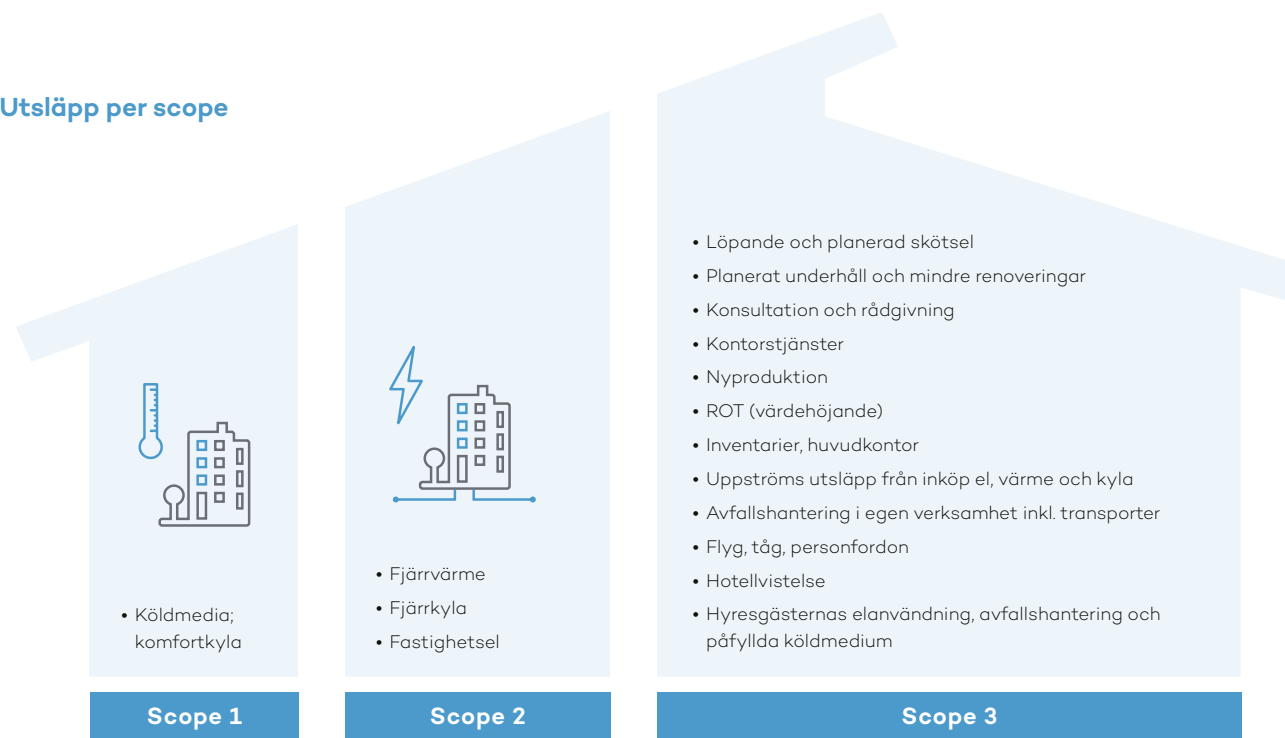 Utsläpp per scope
• Köldmedia;
komfortkyla
Scope 1
• Fjärrvärme
• Fjärrkyla
• Fastighetsel
Scope 2
• Löpande och planerad skötsel
• Planerat underhåll och mindre renoveringar
• Konsultation och rådgivning
• Kontorstjänster
• Nyproduktion
• ROT (värdehöjande)
• Inventarier, huvudkontor
• Uppströms utsläpp från inköp el, värme och kyla
• Avfallshantering i egen verksamhet inkl. transporter
• Flyg, tåg, personfordon
• Hotellvistelse
• Hyresgästernas elanvändning, avfallshantering och
påfyllda köldmedium
Scope 3